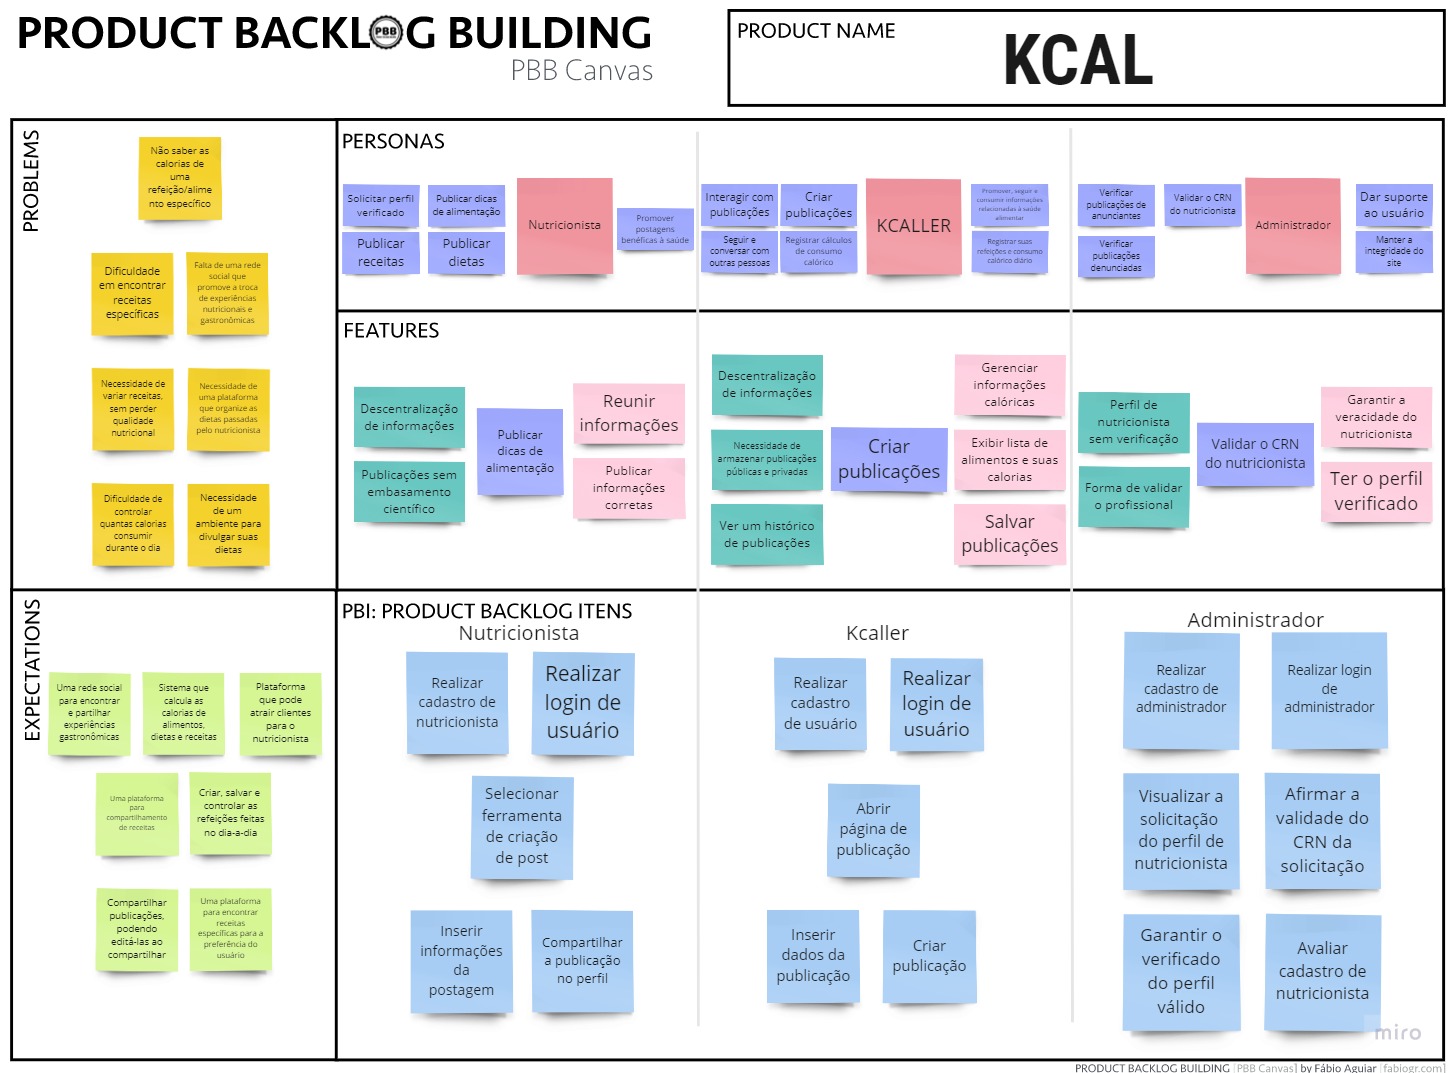 PRODUCT BACKLOG BUILDING
PBB
PBB Canvas
PRODUCT NAME
KCAL
PROBLEMS
Não saber as
calorias de
uma
refeição/alime
nto específico
Dificuldade
em encontrar
receitas
específicas
Falta de uma rede
social que
promove a troca
de experiências
nutricionais e
gastronômicas
Necessidade de
variar receitas,
sem perder
qualidade
nutricional
Necessidade de
uma plataforma
que organize as
dietas passadas
pelo nutricionista
Dificuldade de
controlar
quantas calorias
consumir
durante o dia
Necessidade
de um
ambiente para
divulgar suas
dietas
PERSONAS
Solicitar perfil
verificado
Publicar dicas
de alimentação
Publicar
receitas
Publicar
dietas
Nutricionista
Promover
postagens
benéficas à saúde
Interagir com
publicações
Criar
publicações
Seguir e
conversar com
outras pessoas
Registrar cálculos
de consumo
calórico
KCALLER
Promover, seguir e
consumir informações
relacionadas à saúde
alimentar
Registrar suas
refeições e consumo
calórico diário
Verificar
publicações de
anunciantes
Validar o CRN
do nutricionista
Verificar
publicações
denunciadas
Administrador
Dar suporte
ao usuário
Manter a
integridade do
site
FEATURES
Descentralização
de informações
Publicações sem
embasamento
científico
Publicar
dicas de
alimentação
Reunir
informações
Publicar
informações
corretas
Descentralização
de informações
Necessidade de
armazenar publicações
públicas e privadas
Ver um histórico
de publicações
Criar
publicações
Gerenciar
informações
calóricas
Exibir lista de
alimentos e suas
calorias
Salvar
publicações
Perfil de
nutricionista
sem verificação
Forma de validar
o profissional
Validar o CRN
do nutricionista
Garantir a
veracidade do
nutricionista
Ter o perfil
verificado
EXPECTATIONS
Uma rede social
para encontrar
e partilhar
experiências
gastronômicas
Sistema que
calcula as
calorias de
alimentos,
dietas e receitas
Plataforma
que pode
atrair clientes
para o
nutricionista
Uma plataforma
para
compartilhamento
de receitas
Criar, salvar e
controlar as
refeições feitas
no dia-a-dia
Compartilhar
publicações,
podendo
editá-las ao
compartilhar
Uma plataforma
para encontrar
receitas
específicas para a
preferência do
usuário
PBI: PRODUCT BACKLOG ITENS
Nutricionista
Realizar
cadastro de
nutricionista
Realizar
login de
usuário
Selecionar
ferramenta
de criação
de post
Inserir
informações
da
postagem
Compartilhar
a publicação
no perfil
Kcaller
Realizar
cadastro
de usuário
Realizar
login de
usuário
Abrir
página de
publicação
Inserir
dados da
publicação
Criar
publicação
Administrador
Realizar
cadastro de
administrador
Realizar login
de
administrador
Visualizar a
solicitação
do perfil de
nutricionista
Afirmar a
validade do
CRN da
solicitação
Garantir o
verificado
do perfil
válido
Avaliar
cadastro de
nutricionista
miro
PRODUCT BACKLOG BUILDING [PBB Canvas] by Fábio Aguiar [fabiogr.com]